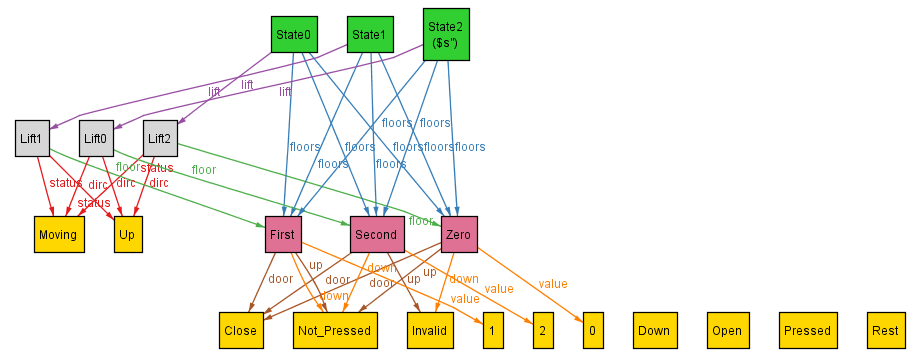 State0
State1
State2
($s")
lift
lift
lift
floors
floors
floors
floors
floors
floors
floors
floors
floors
Lift1
Lift0
Lift2
floor
floor
floor
status
status
status
dirc
dirc
dirc
Moving
Up
First
Second
Zero
door
up
door
down
door
up
up
down
down
value
value
value
Close
Not_Pressed
Invalid
1
2
0
Down
Open
Pressed
Rest